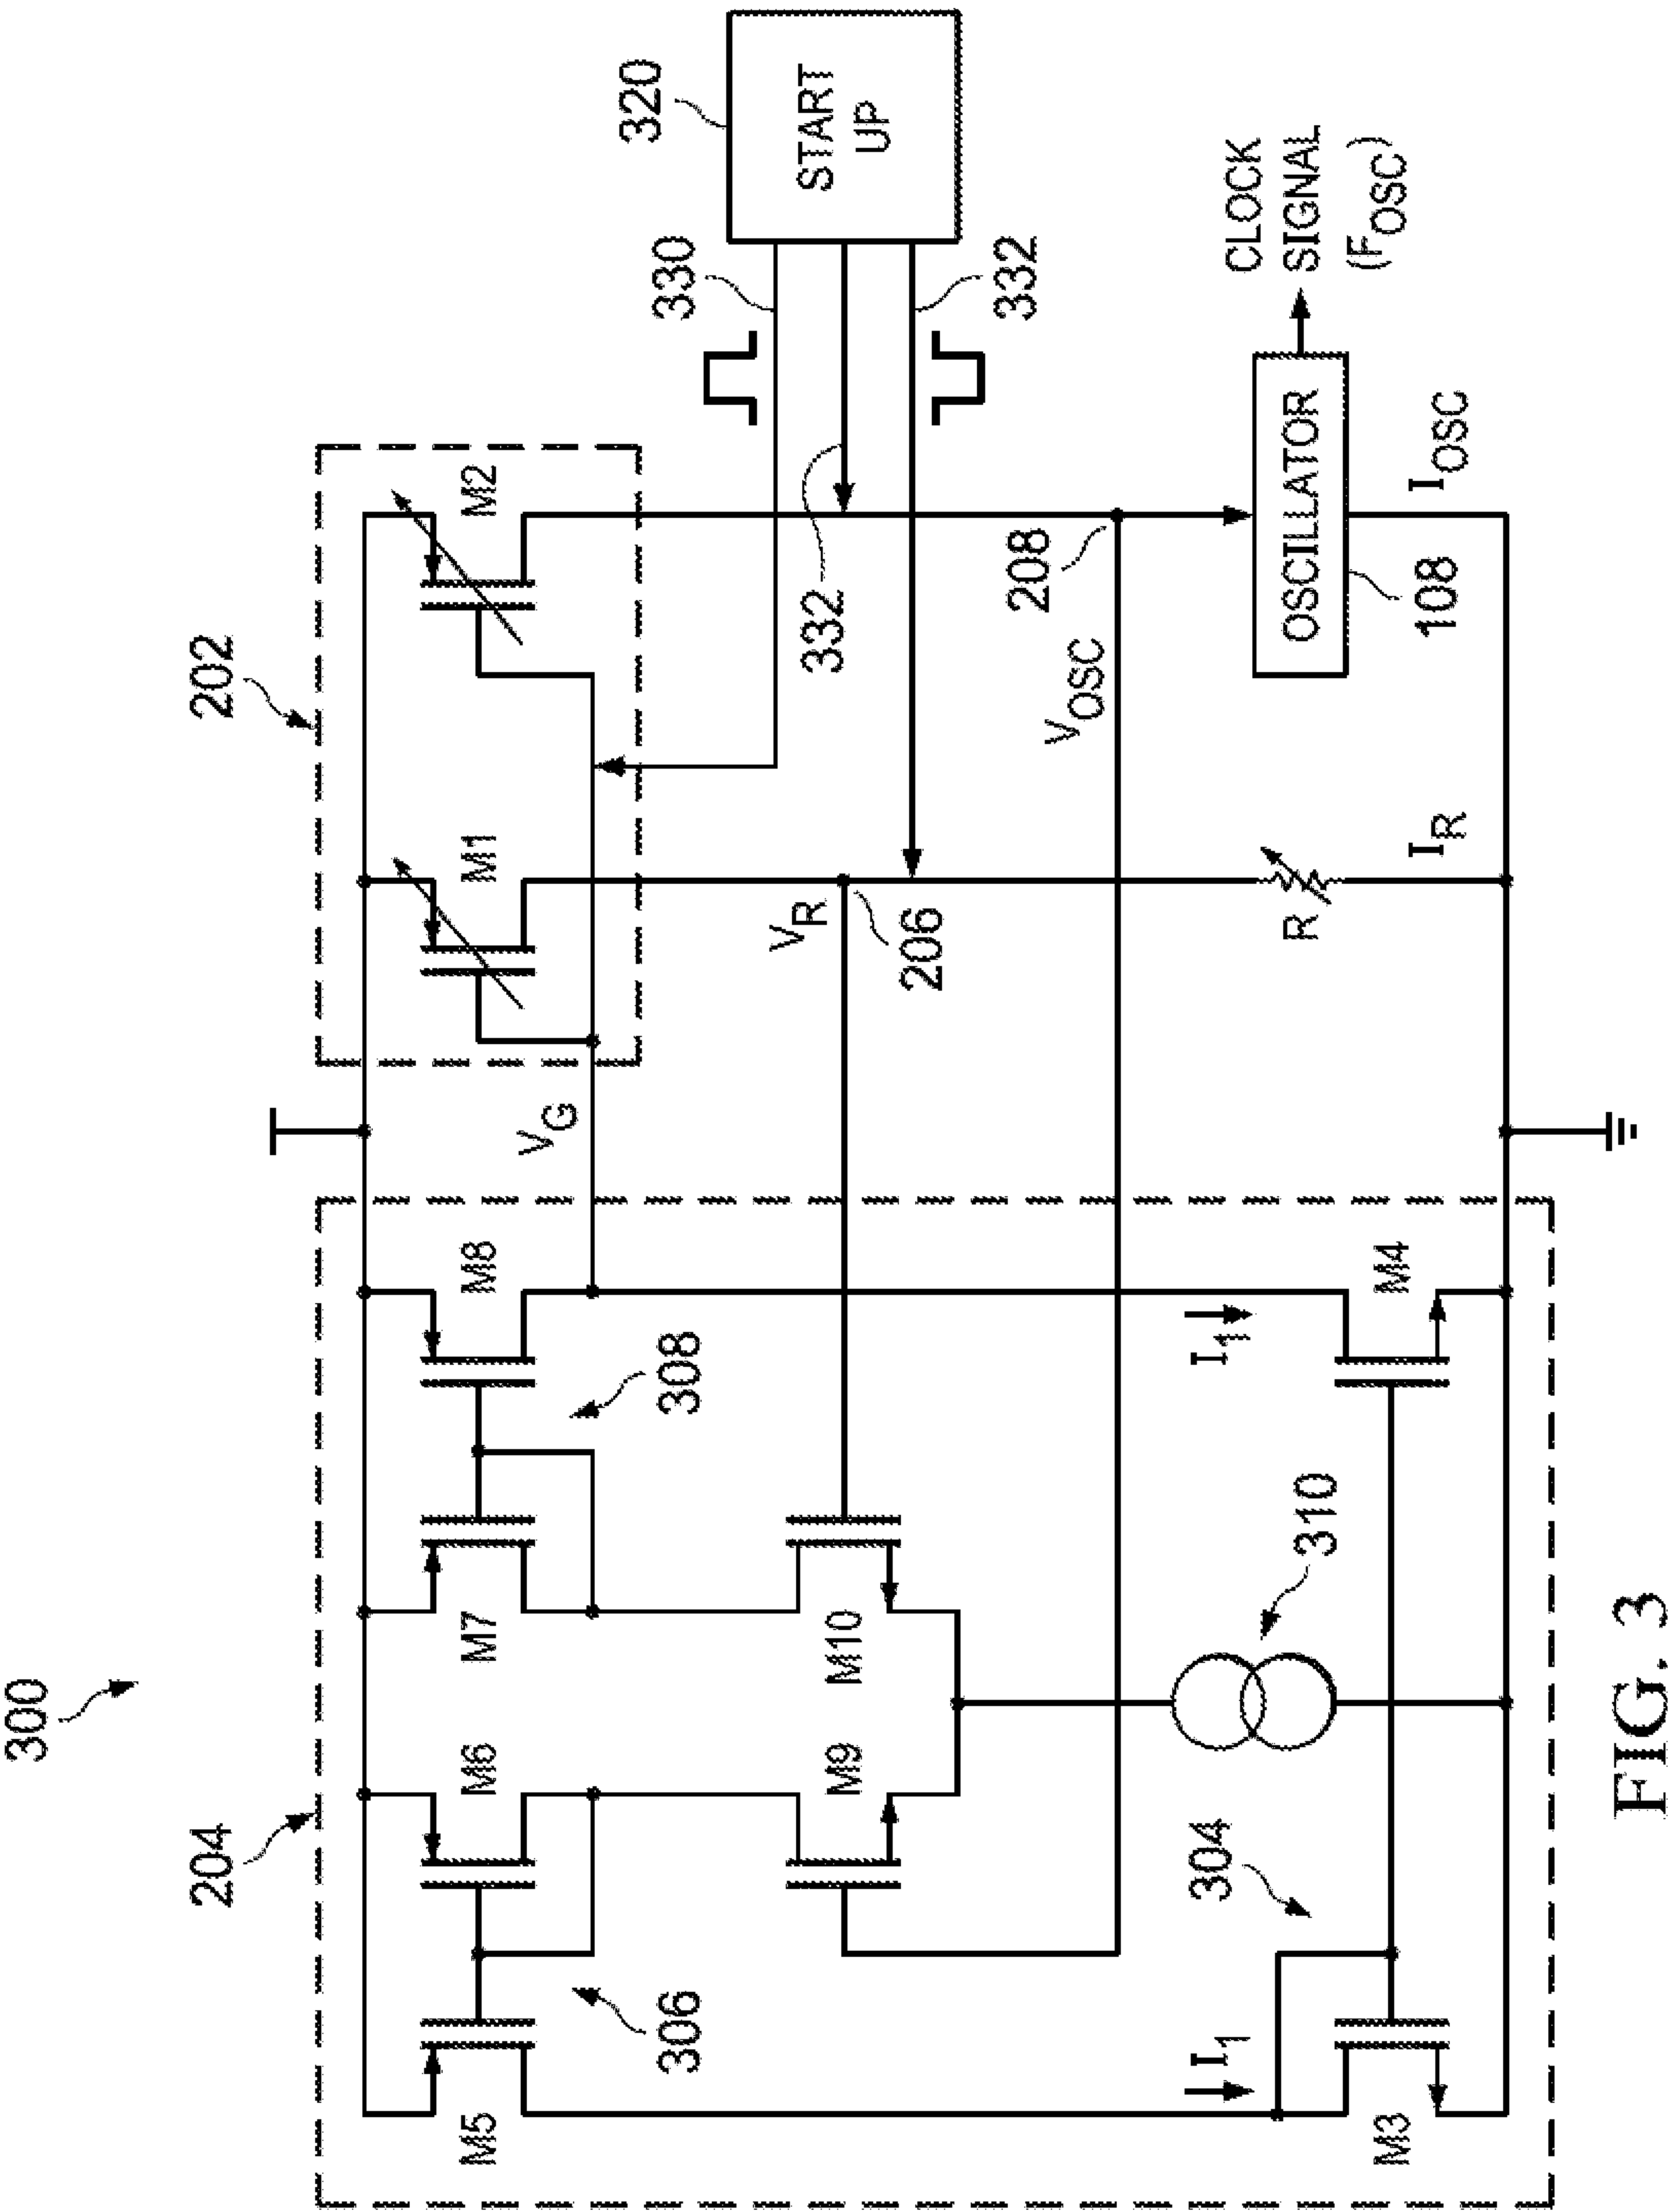 300
204
202
M5
M6
M7
M8
M1
M2
306
308
V_G
330
320
START
UP
332
332
M9
M10
V_R
206
V_OSC
208
I_1
I_1
304
310
M3
M4
R
I_R
OSCILLATOR
108
I_OSC
CLOCK
SIGNAL
(F_OSC)
FIG. 3